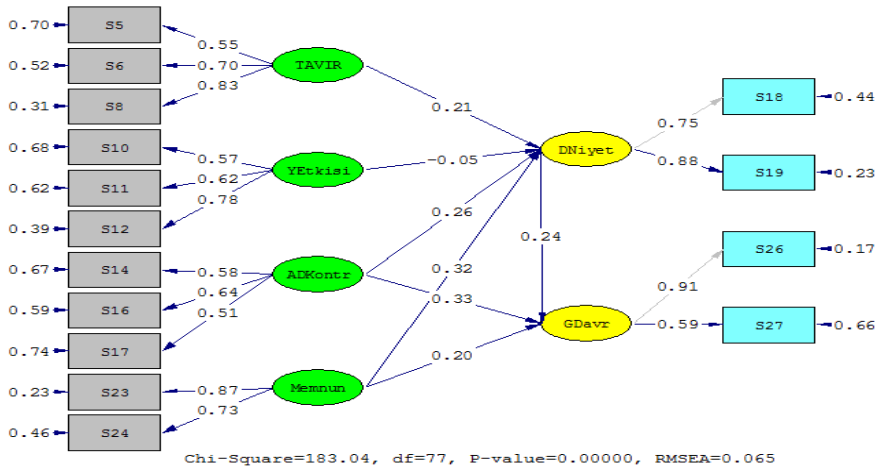 0.70 S5 0.55
0.52 S6 0.70 TAVIR
0.31 S8 0.83
0.21
0.68 S10 0.57
0.62 S11 0.62 YEtkisi -0.05 DNiyet
0.39 S12 0.78
0.26
0.67 S14 0.58
0.59 S16 0.64 ADKontr 0.32 0.24
0.74 S17 0.51 0.33
0.23 S23 0.87 Memnun 0.20 GDavr
0.46 S24 0.73
0.75 S18 0.44
0.88 S19 0.23
0.91 S26 0.17
0.59 S27 0.66
Chi-Square=183.04, df=77, P-value=0.00000, RMSEA=0.065